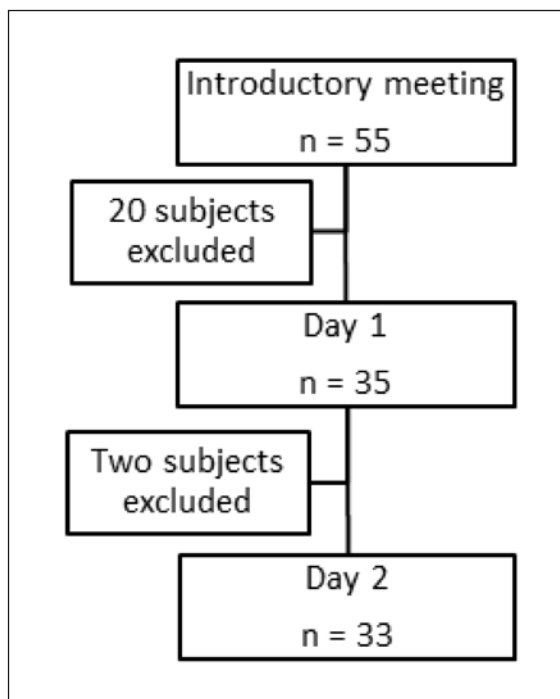 Introductory meeting
n = 55
20 subjects
excluded
Day 1
n = 35
Two subjects
excluded
Day 2
n = 33